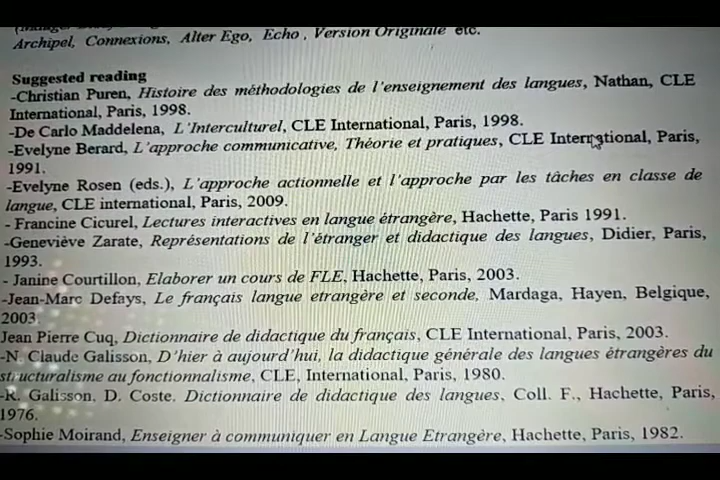 Archipel, Connexions, Alter Ego, Echo , Version Originale etc.
Suggested reading
-Christian Puren, Histoire des méthodologies de l'enseignement des langues, Nathan, CLE
International, Paris, 1998.
-De Carlo Maddelena, L'Interculturel, CLE International, Paris, 1998.
-Evelyne Berard, L'approche communicative, Théorie et pratiques, CLE International, Paris,
1991.
-Evelyne Rosen (eds.), L'approche actionnelle et l'approche par les tâches en classe de
langue, CLE international, Paris, 2009.
- Francine Cicurel, Lectures interactives en langue étrangère, Hachette, Paris 1991.
-Geneviève Zarate, Représentations de l'étranger et didactique des langues, Didier, Paris,
1993.
- Janine Courtillon, Elaborer un cours de FLE, Hachette, Paris, 2003.
-Jean-Marc Defays, Le français langue etrangère et seconde, Mardaga, Hayen, Belgique,
2003
Jean Pierre Cuq, Dictionnaire de didactique du français, CLE International, Paris, 2003.
-N. Claude Galisson, D'hier à aujourd'hui, la didactique générale des langues étrangères du
structuralisme au fonctionnalisme, CLE, International, Paris, 1980.
-R. Galisson, D. Coste. Dictionnaire de didactique des langues, Coll. F., Hachette, Paris,
1976.
-Sophie Moirand, Enseigner à communiquer en Langue Etrangère, Hachette, Paris, 1982.